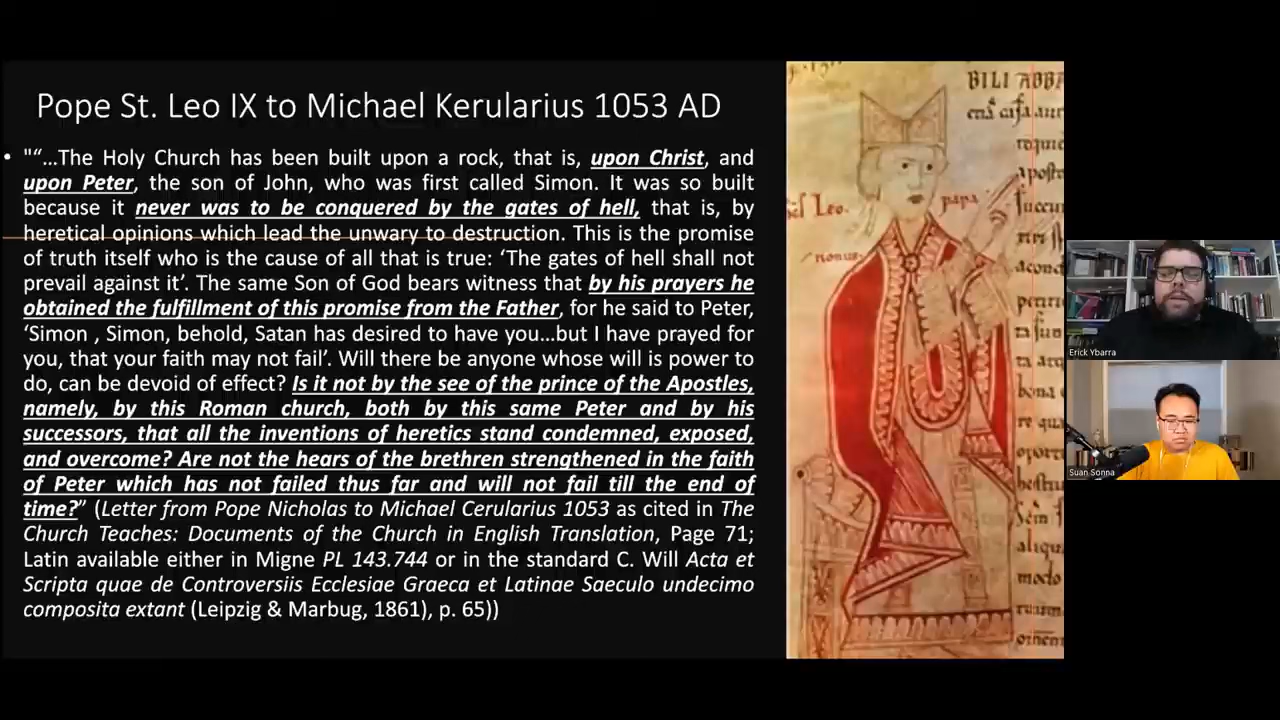 Pope St. Leo IX to Michael Kerularius 1053 AD
• "“…The Holy Church has been built upon a rock, that is, upon Christ, and
upon Peter, the son of John, who was first called Simon. It was so built
because it never was to be conquered by the gates of hell, that is, by
heretical opinions which lead the unwary to destruction. This is the promise
of truth itself who is the cause of all that is true: ‘The gates of hell shall not
prevail against it’. The same Son of God bears witness that by his prayers he
obtained the fulfillment of this promise from the Father, for he said to Peter,
‘Simon , Simon, behold, Satan has desired to have you…but I have prayed for
you, that your faith may not fail’. Will there be anyone whose will is power to
do, can be devoid of effect? Is it not by the see of the prince of the Apostles,
namely, by this Roman church, both by this same Peter and by his
successors, that all the inventions of heretics stand condemned, exposed,
and overcome? Are not the hears of the brethren strengthened in the faith
of Peter which has not failed thus far and will not fail till the end of
time?” (Letter from Pope Nicholas to Michael Cerularius 1053 as cited in The
Church Teaches: Documents of the Church in English Translation, Page 71;
Latin available either in Migne PL 143.744 or in the standard C. Will Acta et
Scripta quae de Controversiis Ecclesiae Graeca et Latinae Saeculo undecimo
composita extant (Leipzig & Marbug, 1861), p. 65))
BILI ABBA
Leo.
papa
nonus
modo
Erick Ybarra
Suan Sonna